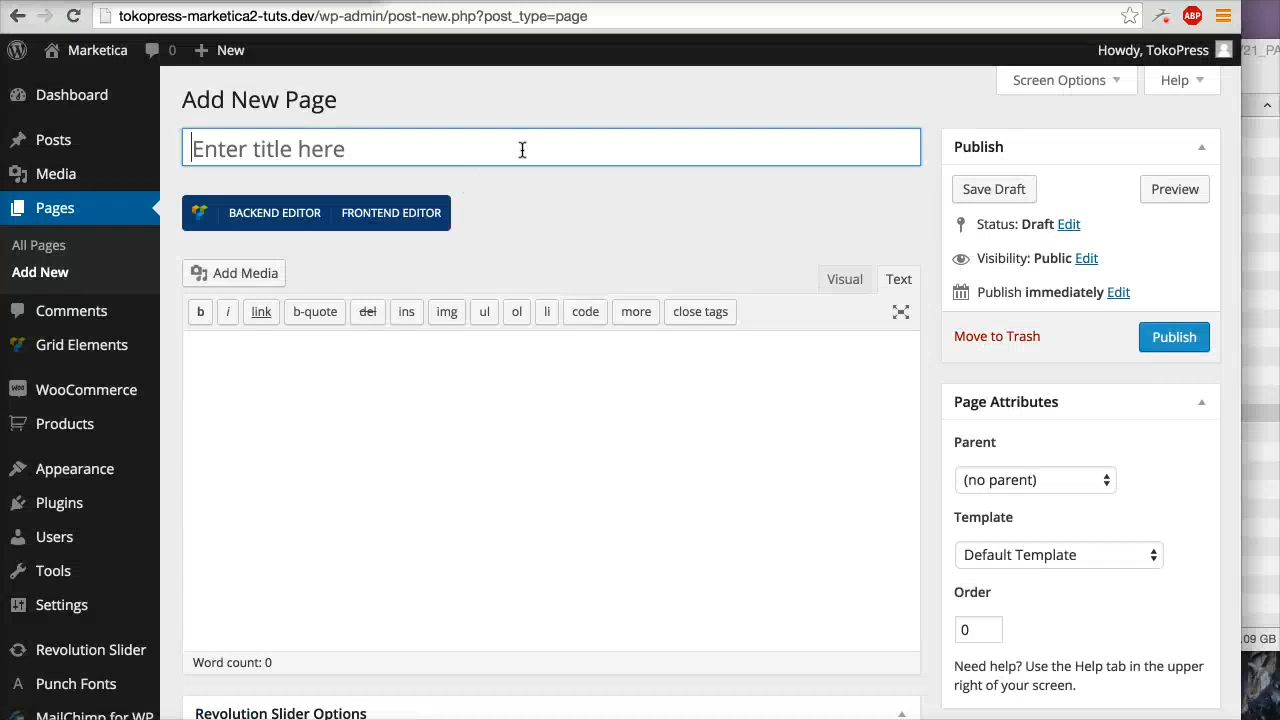 tokopress-marketica2-tuts.dev/wp-admin/post-new.php?post_type=page
ABP
Marketica 0 New
Howdy, TokoPress
Screen Options
Help
Dashboard
Posts
Media
Pages
All Pages
Add New
Comments
Grid Elements
WooCommerce
Products
Appearance
Plugins
Users
Tools
Settings
Revolution Slider
Punch Fonts
MailChimp for WP
Add New Page
Enter title here
BACKEND EDITOR FRONTEND EDITOR
Add Media
Visual Text
b i link b-quote del ins img ul ol li code more close tags
Word count: 0
Revolution Slider Options
Publish
Save Draft Preview
Status: Draft Edit
Visibility: Public Edit
Publish immediately Edit
Move to Trash Publish
Page Attributes
Parent
(no parent)
Template
Default Template
Order
0
Need help? Use the Help tab in the upper
right of your screen.